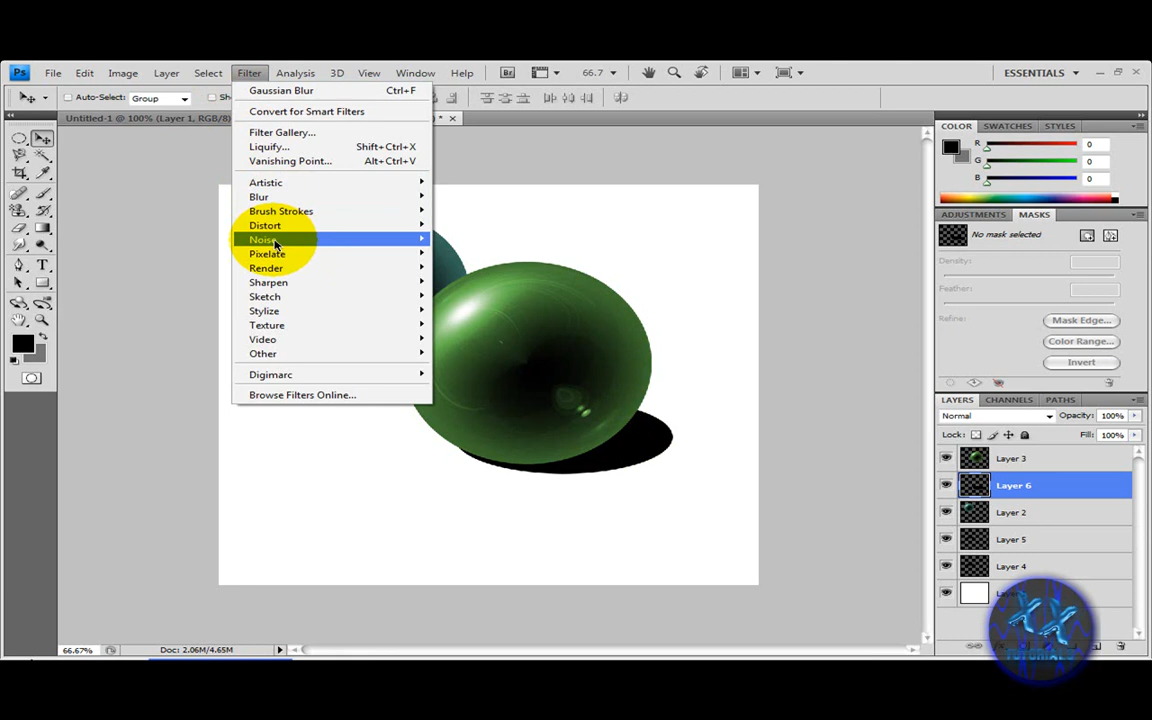 Ps File Edit Image Layer Select Filter Analysis 3D View Window Help Br 66.7 ESSENTIALS
Auto-Select: Group
Untitled-1 @ 100% (Layer 1, RGB/8)
Gaussian Blur Ctrl+F
Convert for Smart Filters
Filter Gallery...
Liquify... Shift+Ctrl+X
Vanishing Point... Alt+Ctrl+V
Artistic
Blur
Brush Strokes
Distort
Noise
Pixelate
Render
Sharpen
Sketch
Stylize
Texture
Video
Other
Digimarc
Browse Filters Online...
COLOR SWATCHES STYLES
R 0
G 0
B 0
ADJUSTMENTS MASKS
No mask selected
Density:
Feather:
Refine: Mask Edge...
Color Range...
Invert
LAYERS CHANNELS PATHS
Normal Opacity: 100%
Lock: Fill: 100%
Layer 3
Layer 6
Layer 2
Layer 5
Layer 4
XX
TUTORIALS
66.67% Doc: 2.06M/4.65M